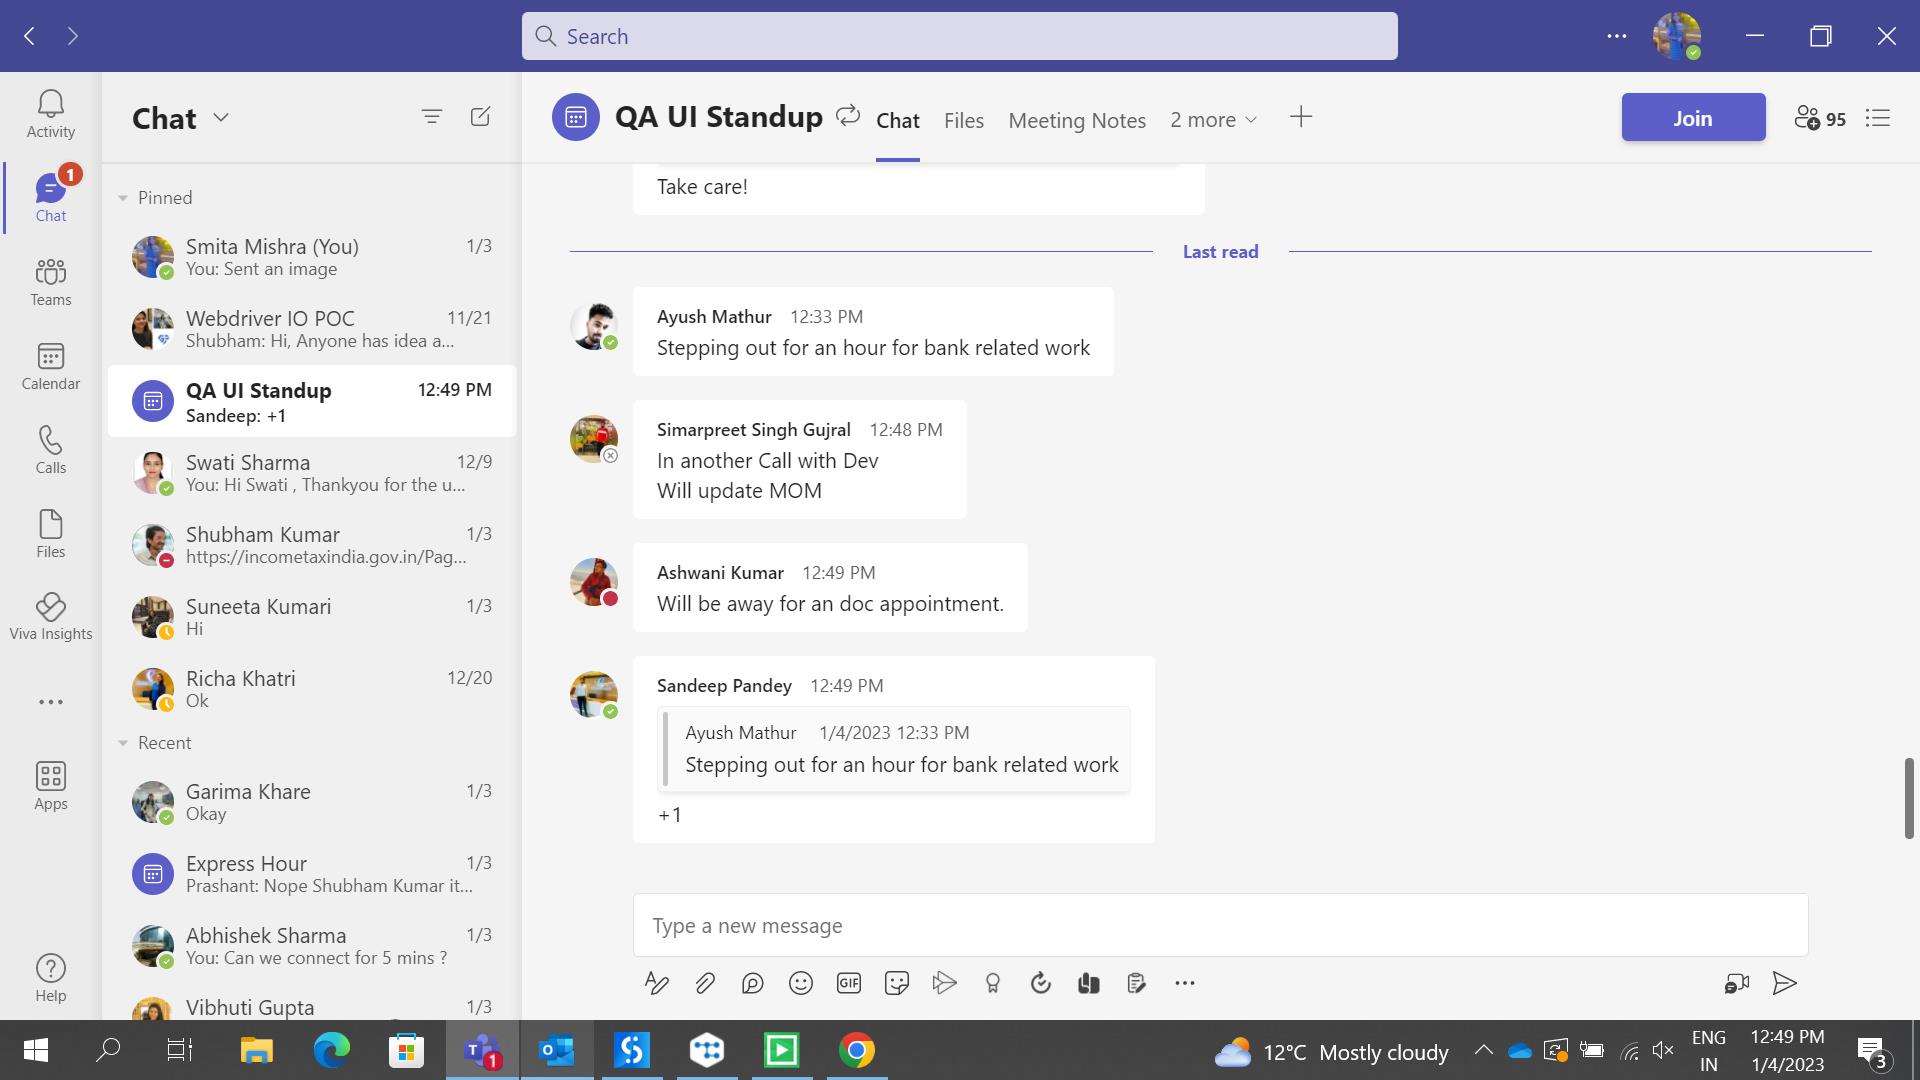 Search
Activity
1
Chat
Teams
Calendar
Calls
Files
Viva Insights
Apps
Help
Chat
Pinned
Smita Mishra (You) 1/3
You: Sent an image
Webdriver IO POC 11/21
Shubham: Hi, Anyone has idea a...
QA UI Standup 12:49 PM
Sandeep: +1
Swati Sharma 12/9
You: Hi Swati , Thankyou for the u...
Shubham Kumar 1/3
https://incometaxindia.gov.in/Pag...
Suneeta Kumari 1/3
Hi
Richa Khatri 12/20
Ok
Recent
Garima Khare 1/3
Okay
Express Hour 1/3
Prashant: Nope Shubham Kumar it...
Abhishek Sharma 1/3
You: Can we connect for 5 mins ?
Vibhuti Gupta 1/3
QA UI Standup Chat Files Meeting Notes 2 more Join 95
Take care!
Last read
Ayush Mathur 12:33 PM
Stepping out for an hour for bank related work
Simarpreet Singh Gujral 12:48 PM
In another Call with Dev
Will update MOM
Ashwani Kumar 12:49 PM
Will be away for an doc appointment.
Sandeep Pandey 12:49 PM
Ayush Mathur 1/4/2023 12:33 PM
Stepping out for an hour for bank related work
+1
Type a new message
GIF
1
12°C Mostly cloudy
ENG
IN
12:49 PM
1/4/2023
3